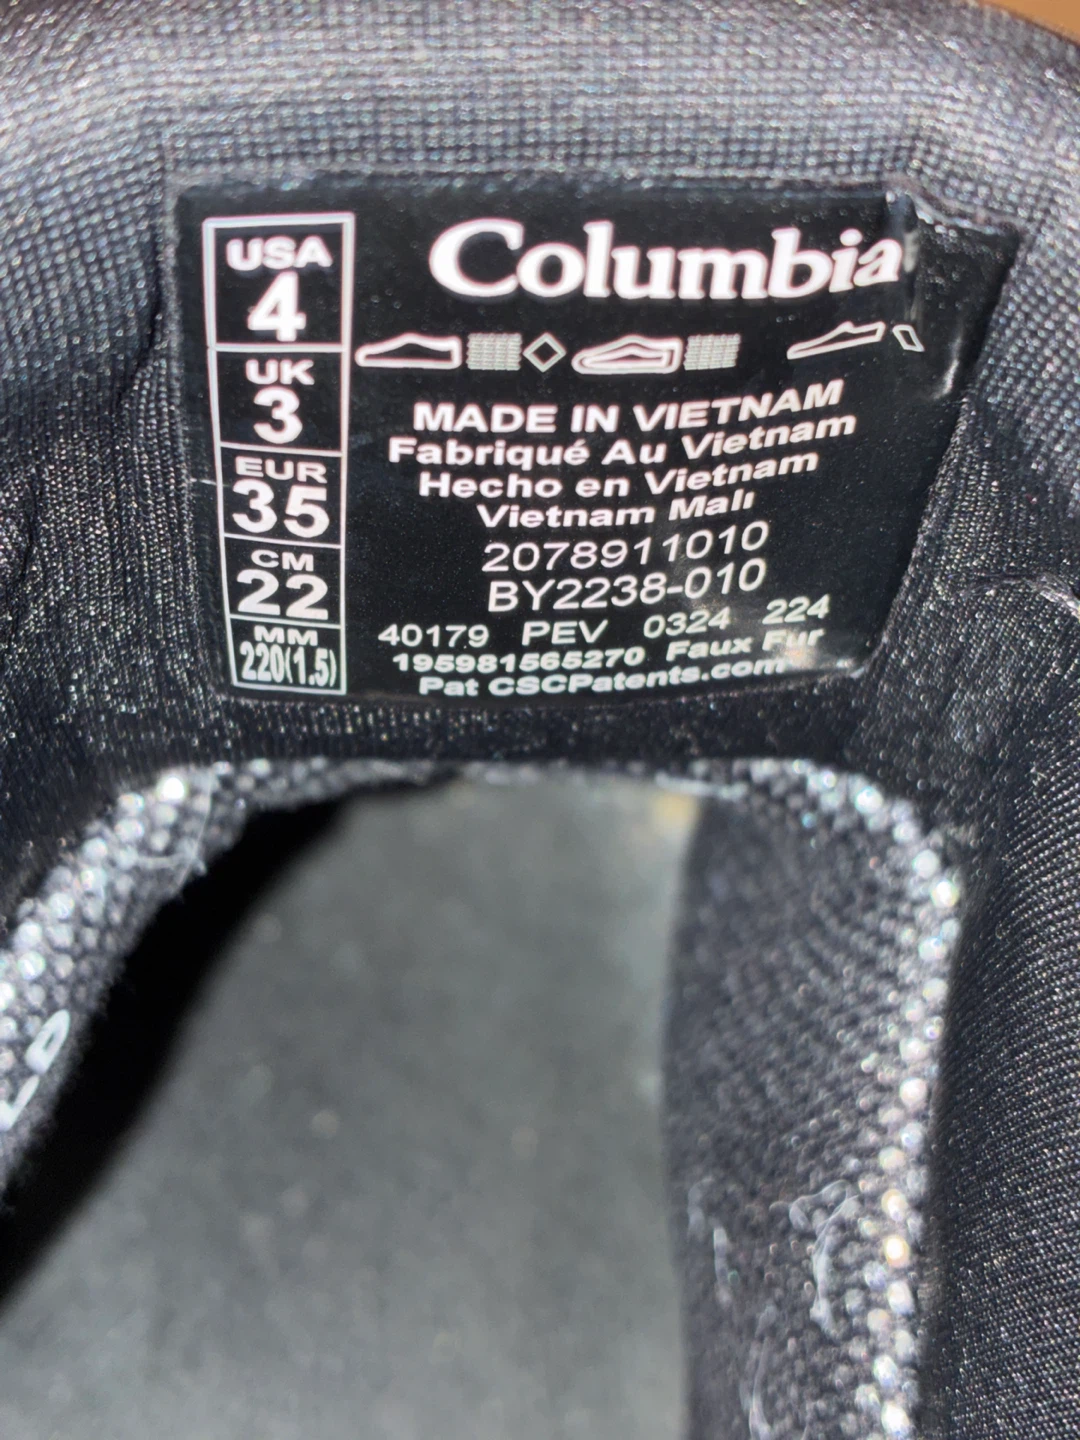 USA
4
UK
3
EUR
35
CM
22
MM
220(1.5)
Columbia
MADE IN VIETNAM
Fabriqué Au Vietnam
Hecho en Vietnam
Vietnam Malı
2078911010
BY2238-010
40179 PEV 0324 224
195981565270 Faux Fur
Pat CSCPatents.com